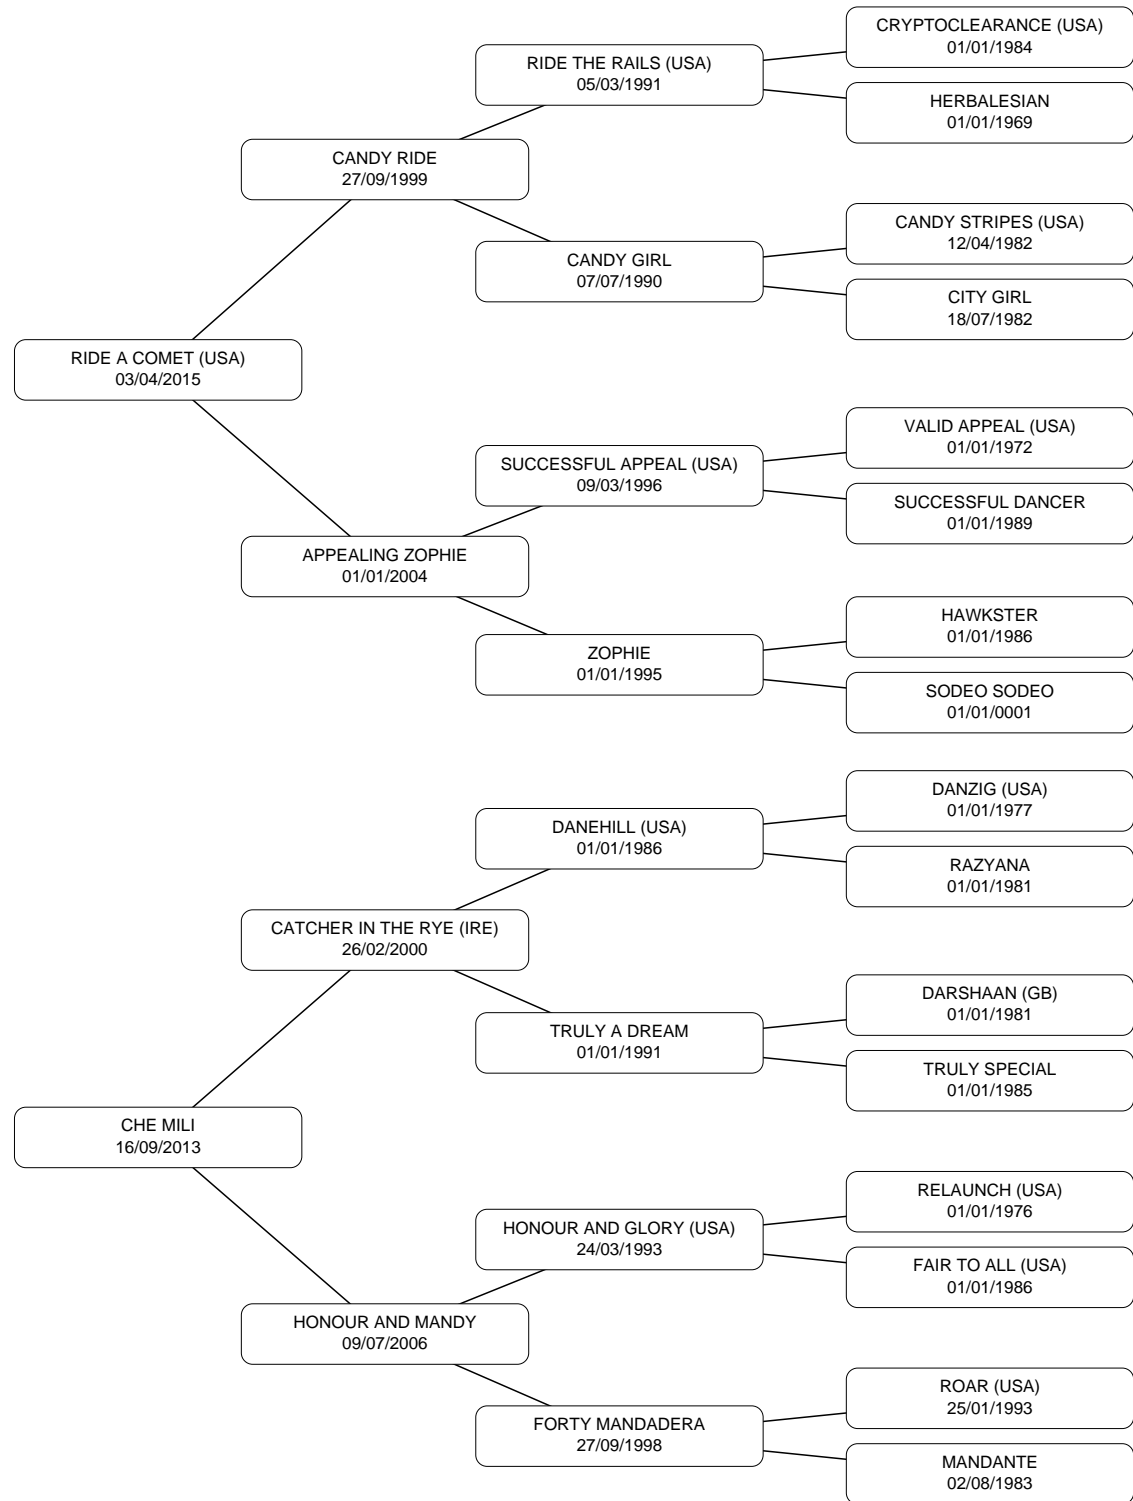 CRYPTOCLEARANCE (USA)
01/01/1984
RIDE THE RAILS (USA)
05/03/1991
HERBALESIAN
01/01/1969
CANDY RIDE
27/09/1999
CANDY STRIPES (USA)
12/04/1982
CANDY GIRL
07/07/1990
CITY GIRL
18/07/1982
RIDE A COMET (USA)
03/04/2015
VALID APPEAL (USA)
01/01/1972
SUCCESSFUL APPEAL (USA)
09/03/1996
SUCCESSFUL DANCER
01/01/1989
APPEALING ZOPHIE
01/01/2004
HAWKSTER
01/01/1986
ZOPHIE
01/01/1995
SODEO SODEO
01/01/0001
DANZIG (USA)
01/01/1977
DANEHILL (USA)
01/01/1986
RAZYANA
01/01/1981
CATCHER IN THE RYE (IRE)
26/02/2000
DARSHAAN (GB)
01/01/1981
TRULY A DREAM
01/01/1991
TRULY SPECIAL
01/01/1985
CHE MILI
16/09/2013
RELAUNCH (USA)
01/01/1976
HONOUR AND GLORY (USA)
24/03/1993
FAIR TO ALL (USA)
01/01/1986
HONOUR AND MANDY
09/07/2006
ROAR (USA)
25/01/1993
FORTY MANDADERA
27/09/1998
MANDANTE
02/08/1983